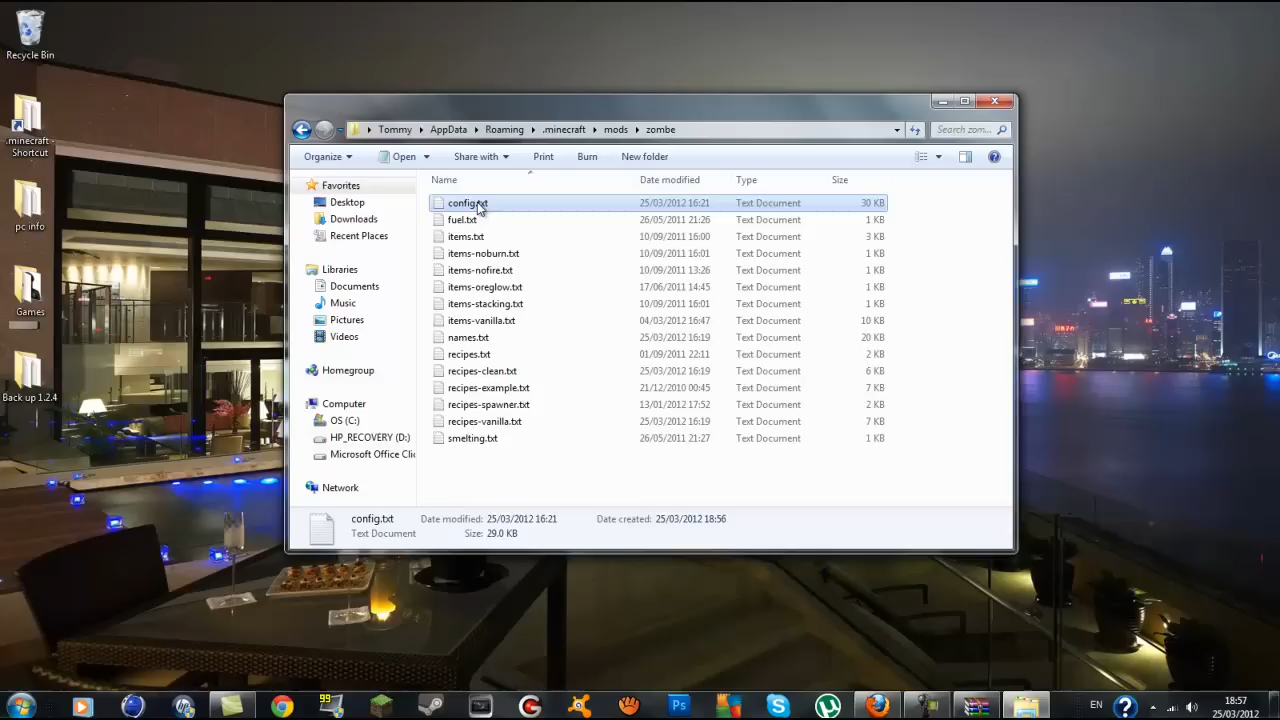 Recycle Bin
.minecraft - Shortcut
pc info
Games
Back up 1.2.4
Tommy AppData Roaming .minecraft mods zombe
Search zom...
Organize Open Share with Print Burn New folder
Favorites
Desktop
Downloads
Recent Places
Libraries
Documents
Music
Pictures
Videos
Homegroup
Computer
OS (C:)
HP_RECOVERY (D:)
Microsoft Office Clic
Network
Name Date modified Type Size
config.txt 25/03/2012 16:21 Text Document 30 KB
fuel.txt 26/05/2011 21:26 Text Document 1 KB
items.txt 10/09/2011 16:00 Text Document 3 KB
items-noburn.txt 10/09/2011 16:01 Text Document 1 KB
items-nofire.txt 10/09/2011 13:26 Text Document 1 KB
items-oreglow.txt 17/06/2011 14:45 Text Document 1 KB
items-stacking.txt 10/09/2011 16:01 Text Document 1 KB
items-vanilla.txt 04/03/2012 16:47 Text Document 10 KB
names.txt 25/03/2012 16:19 Text Document 20 KB
recipes.txt 01/09/2011 22:11 Text Document 2 KB
recipes-clean.txt 25/03/2012 16:19 Text Document 6 KB
recipes-example.txt 21/12/2010 00:45 Text Document 7 KB
recipes-spawner.txt 13/01/2012 17:52 Text Document 2 KB
recipes-vanilla.txt 25/03/2012 16:19 Text Document 7 KB
smelting.txt 26/05/2011 21:27 Text Document 1 KB
config.txt Date modified: 25/03/2012 16:21 Date created: 25/03/2012 18:56
Text Document Size: 29.0 KB
99
Ps
EN
18:57
25/03/2012